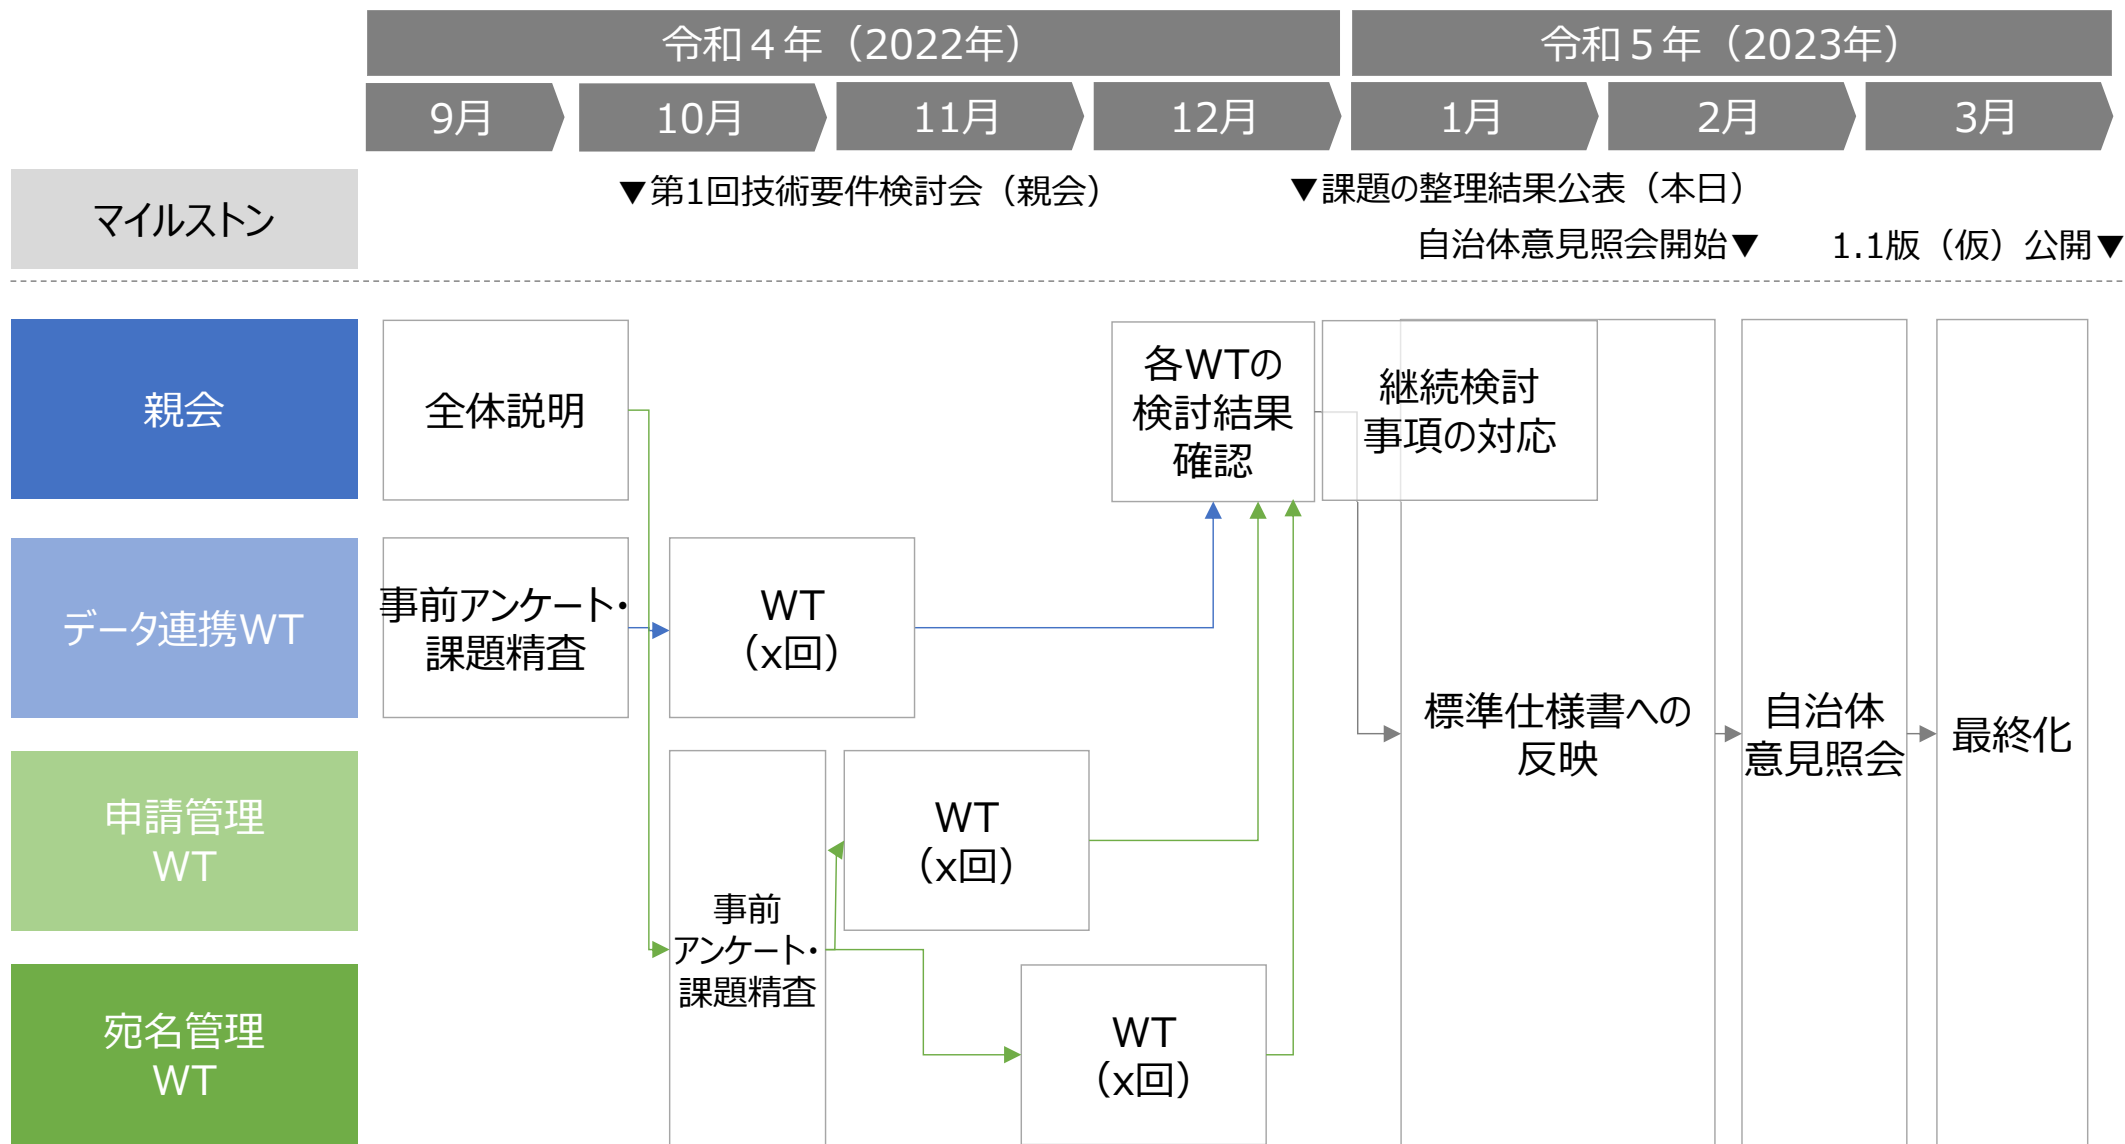 令和４年（2022年）
令和５年（2023年）
9月
10月
11月
12月
1月
2月
3月
マイルストン
▼第1回技術要件検討会（親会）
▼課題の整理結果公表（本日）
自治体意見照会開始▼
1.1版（仮）公開▼
親会
全体説明
各WTの
検討結果
確認
継続検討
事項の対応
データ連携WT
事前アンケート・
課題精査
WT
（x回）
標準仕様書への
反映
自治体
意見照会
最終化
申請管理
WT
WT
（x回）
事前
アンケート・
課題精査
宛名管理
WT
WT
（x回）